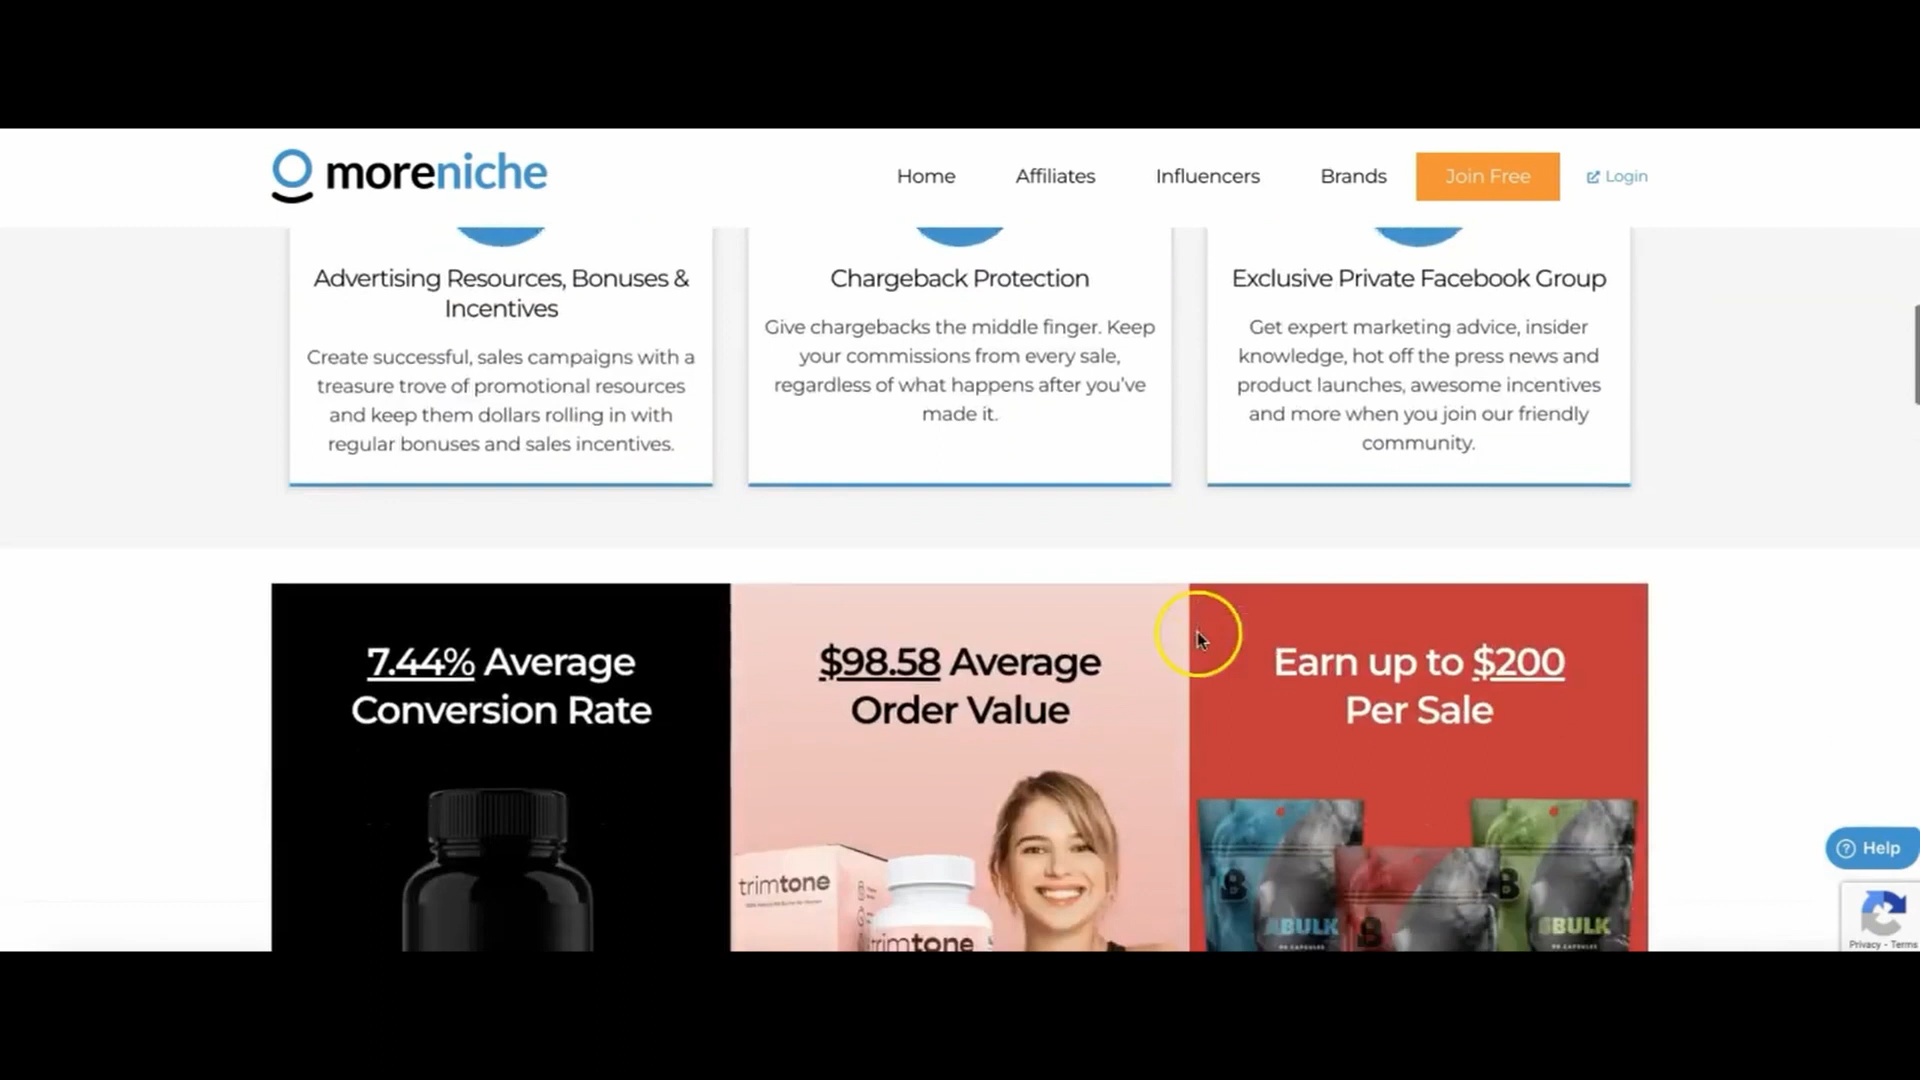 moreniche
Home
Affiliates
Influencers
Brands
Join Free
Login
Advertising Resources, Bonuses &
Incentives
Create successful, sales campaigns with a
treasure trove of promotional resources
and keep them dollars rolling in with
regular bonuses and sales incentives.
Chargeback Protection
Give chargebacks the middle finger. Keep
your commissions from every sale,
regardless of what happens after you've
made it.
Exclusive Private Facebook Group
Get expert marketing advice, insider
knowledge, hot off the press news and
product launches, awesome incentives
and more when you join our friendly
community.
7.44% Average
Conversion Rate
$98.58 Average
Order Value
trimtone
trimtone
Earn up to $200
Per Sale
BULK
BULK
90 CAPSULES
Help
Privacy - Terms